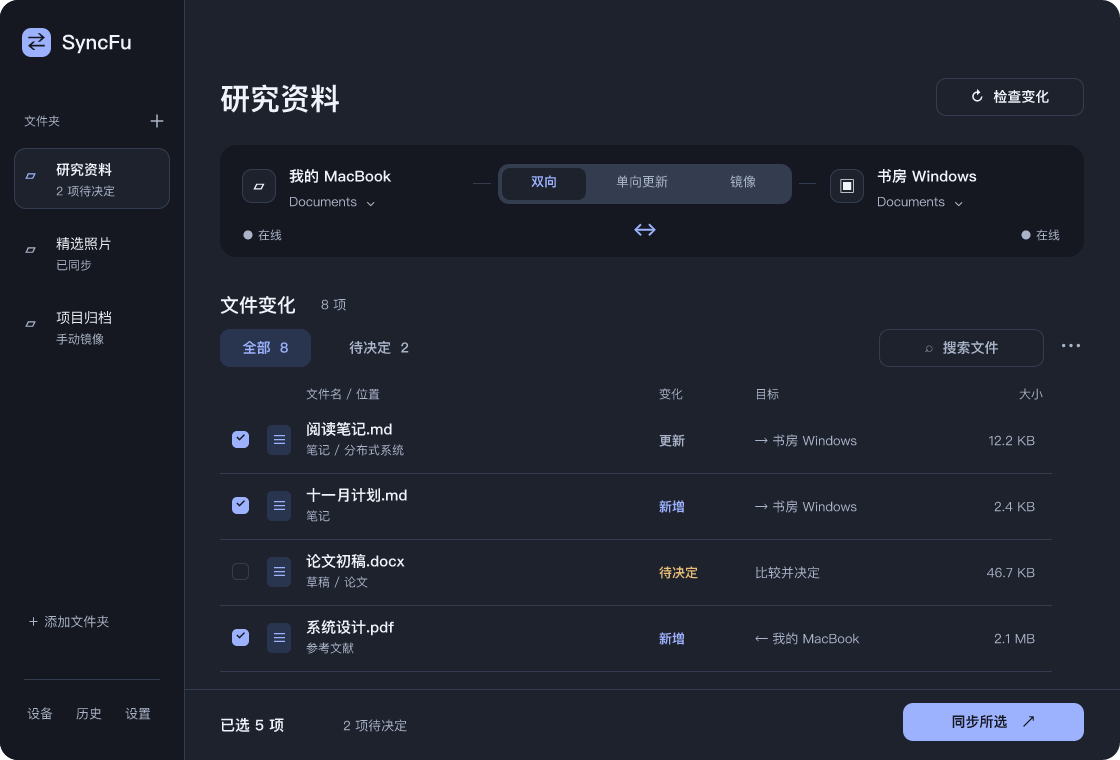 SyncFu
文件夹
研究资料
2 项待决定
精选照片
已同步
项目归档
手动镜像
+ 添加文件夹
设备 历史 设置
研究资料
检查变化
我的 MacBook
Documents
在线
双向 单向更新 镜像
书房 Windows
Documents
在线
文件变化 8 项
全部 8 待决定 2
搜索文件
文件名 / 位置 变化 目标 大小
阅读笔记.md
笔记 / 分布式系统
更新 → 书房 Windows 12.2 KB
十一月计划.md
笔记
新增 → 书房 Windows 2.4 KB
论文初稿.docx
草稿 / 论文
待决定 比较并决定 46.7 KB
系统设计.pdf
参考文献
新增 ← 我的 MacBook 2.1 MB
已选 5 项 2 项待决定
同步所选 ↗